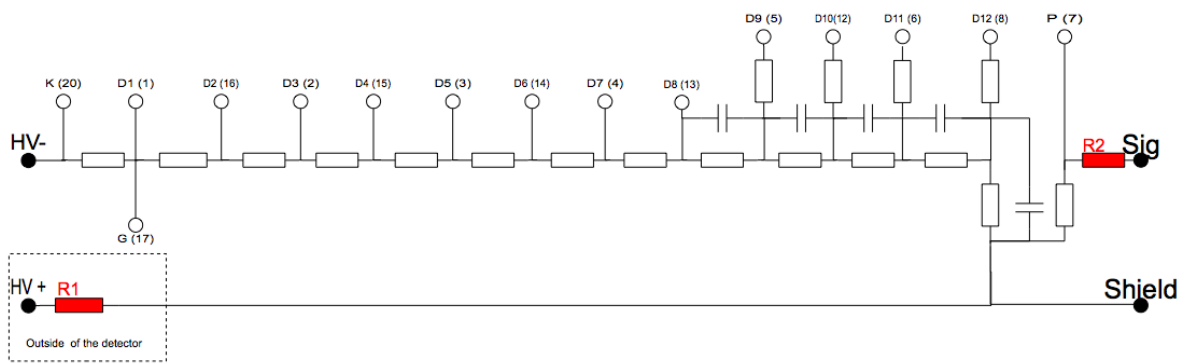 D9 (5)
D10(12)
D11 (6)
D12 (8)
P (7)
K (20)
D1 (1)
D2 (16)
D3 (2)
D4 (15)
D5 (3)
D6 (14)
D7 (4)
D8 (13)
HV-
R2
Sig
G (17)
HV +
R1
Shield
Outside of the detector